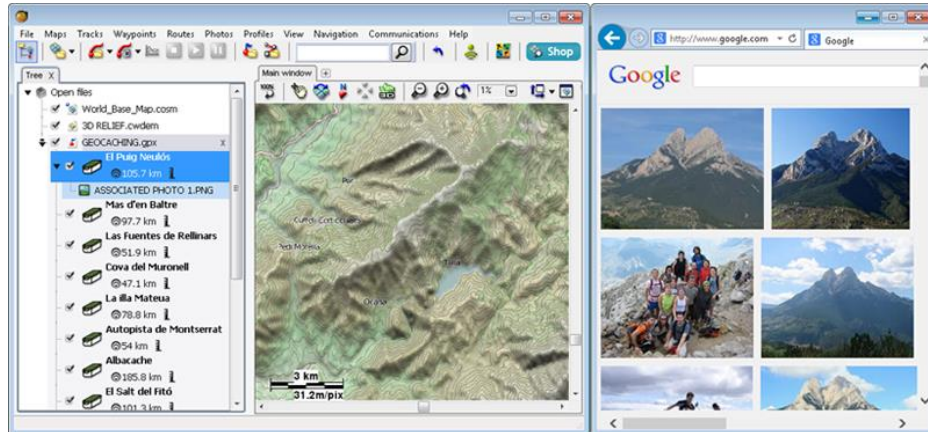 File Maps Tracks Waypoints Routes Photos Profiles View Navigation Communications Help
Shop
Tree X
Open files
World_Base_Map.cosm
3D RELIEF.cwdem
GEOCACHING.gpx x
El Puig Neulós
105.7 km
ASSOCIATED PHOTO 1.PNG
Mas d'en Baltre
97.7 km
Las Fuentes de Rellinars
51.9 km
Cova del Muronell
47.1 km
La illa Mateua
78.8 km
Autopista de Montserrat
54 km
Albacache
185.8 km
El Salt del Fitó
101.3 km
Main window
100%
1%
3 km
31.2m/pix
http://www.google.com
Google
Google